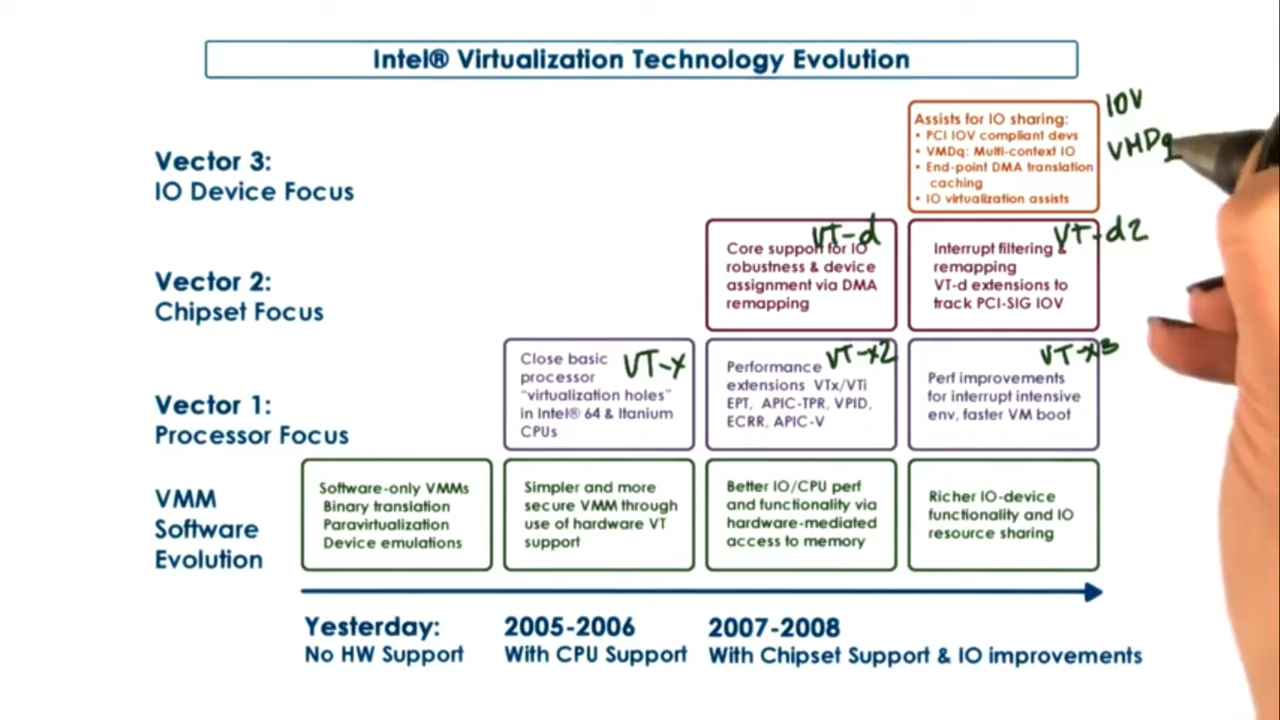 Intel® Virtualization Technology Evolution
Vector 3:
IO Device Focus
Assists for IO sharing:
• PCI IOV compliant devs
• VMDq: Multi-context IO
• End-point DMA translation
caching
• IO virtualization assists
IOV
VMDq
Vector 2:
Chipset Focus
VT-d
Core support for IO
robustness & device
assignment via DMA
remapping
VT-d2
Interrupt filtering &
remapping
VT-d extensions to
track PCI-SIG IOV
Vector 1:
Processor Focus
VT-x
Close basic
processor
"virtualization holes"
in Intel® 64 & Itanium
CPUs
VT-x2
Performance
extensions VTx/VTi
EPT, APIC-TPR, VPID,
ECRR, APIC-V
VT-x3
Perf improvements
for interrupt intensive
env, faster VM boot
VMM
Software
Evolution
Software-only VMMs
Binary translation
Paravirtualization
Device emulations
Simpler and more
secure VMM through
use of hardware VT
support
Better IO/CPU perf
and functionality via
hardware-mediated
access to memory
Richer IO-device
functionality and IO
resource sharing
Yesterday:
No HW Support
2005-2006
With CPU Support
2007-2008
With Chipset Support & IO improvements